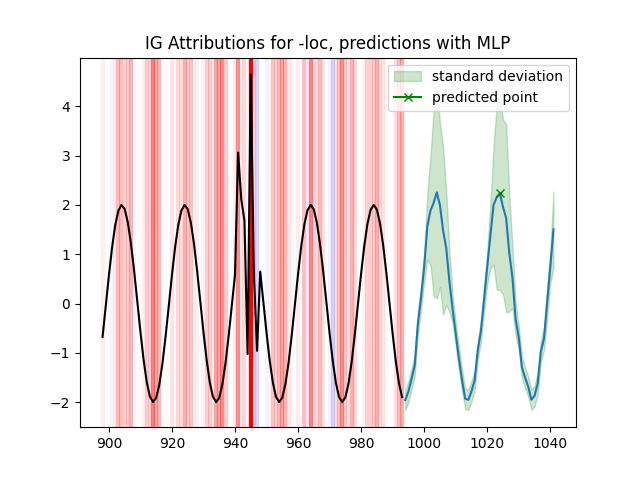 IG Attributions for -loc, predictions with MLP
standard deviation
predicted point
4
3
2
1
0
−1
−2
900 920 940 960 980 1000 1020 1040